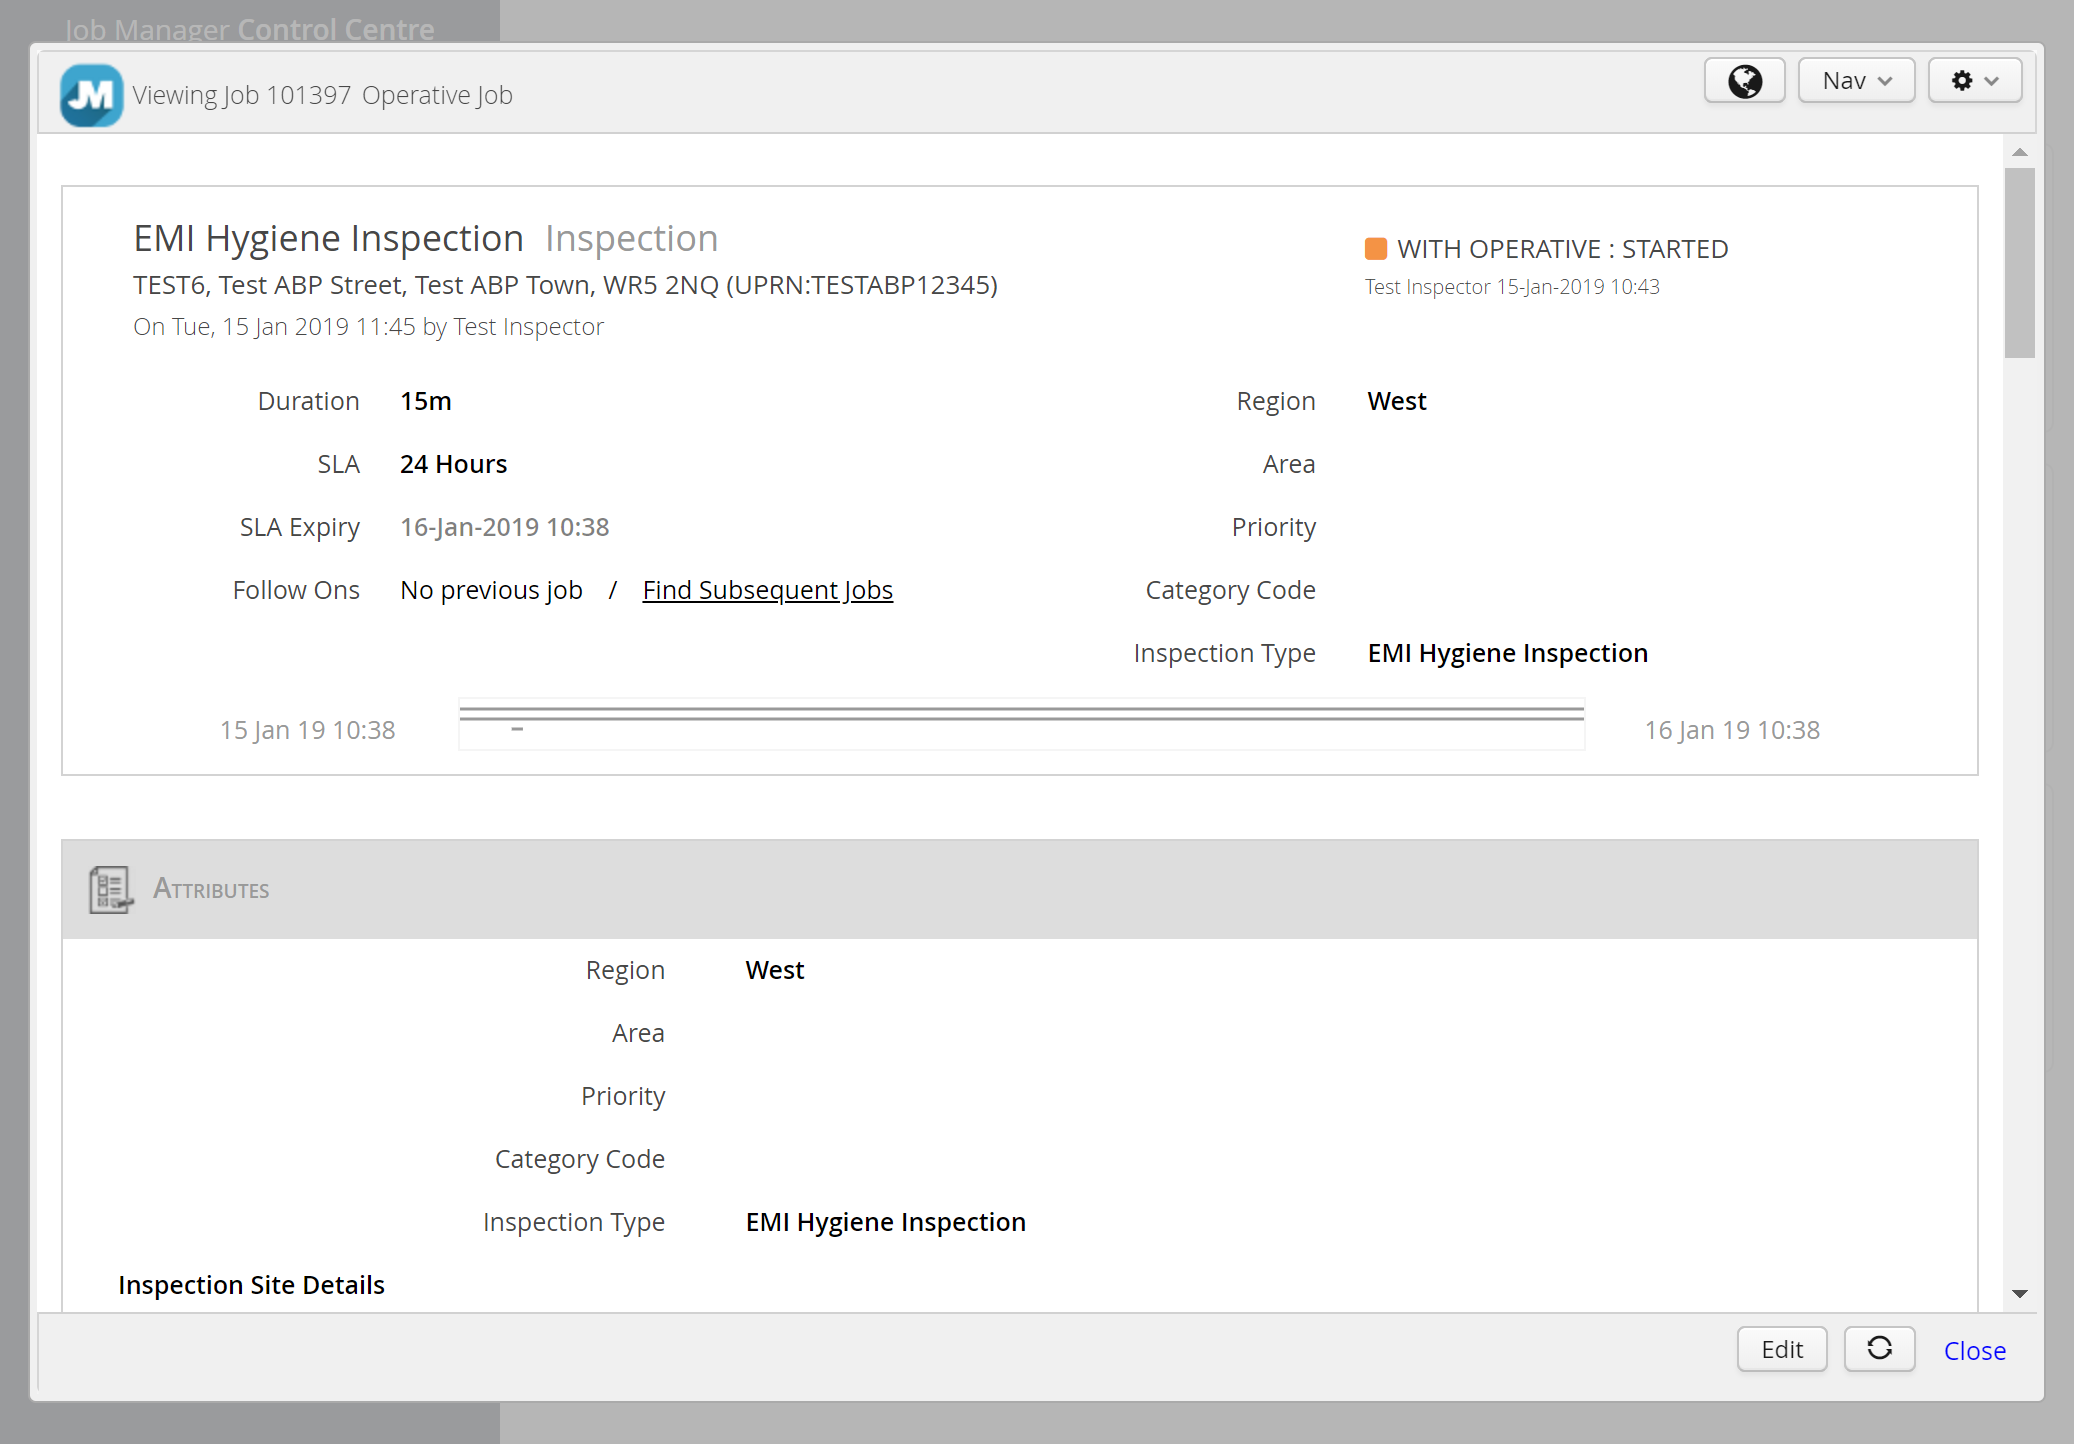 Job Manager Control Centre
JM
Viewing Job 101397 Operative Job
Nav
EMI Hygiene Inspection Inspection
TEST6, Test ABP Street, Test ABP Town, WR5 2NQ (UPRN:TESTABP12345)
On Tue, 15 Jan 2019 11:45 by Test Inspector
WITH OPERATIVE : STARTED
Test Inspector 15-Jan-2019 10:43
Duration 15m
SLA 24 Hours
SLA Expiry 16-Jan-2019 10:38
Follow Ons No previous job / Find Subsequent Jobs
Region West
Area
Priority
Category Code
Inspection Type EMI Hygiene Inspection
15 Jan 19 10:38
16 Jan 19 10:38
Attributes
Region West
Area
Priority
Category Code
Inspection Type EMI Hygiene Inspection
Inspection Site Details
Edit
Close